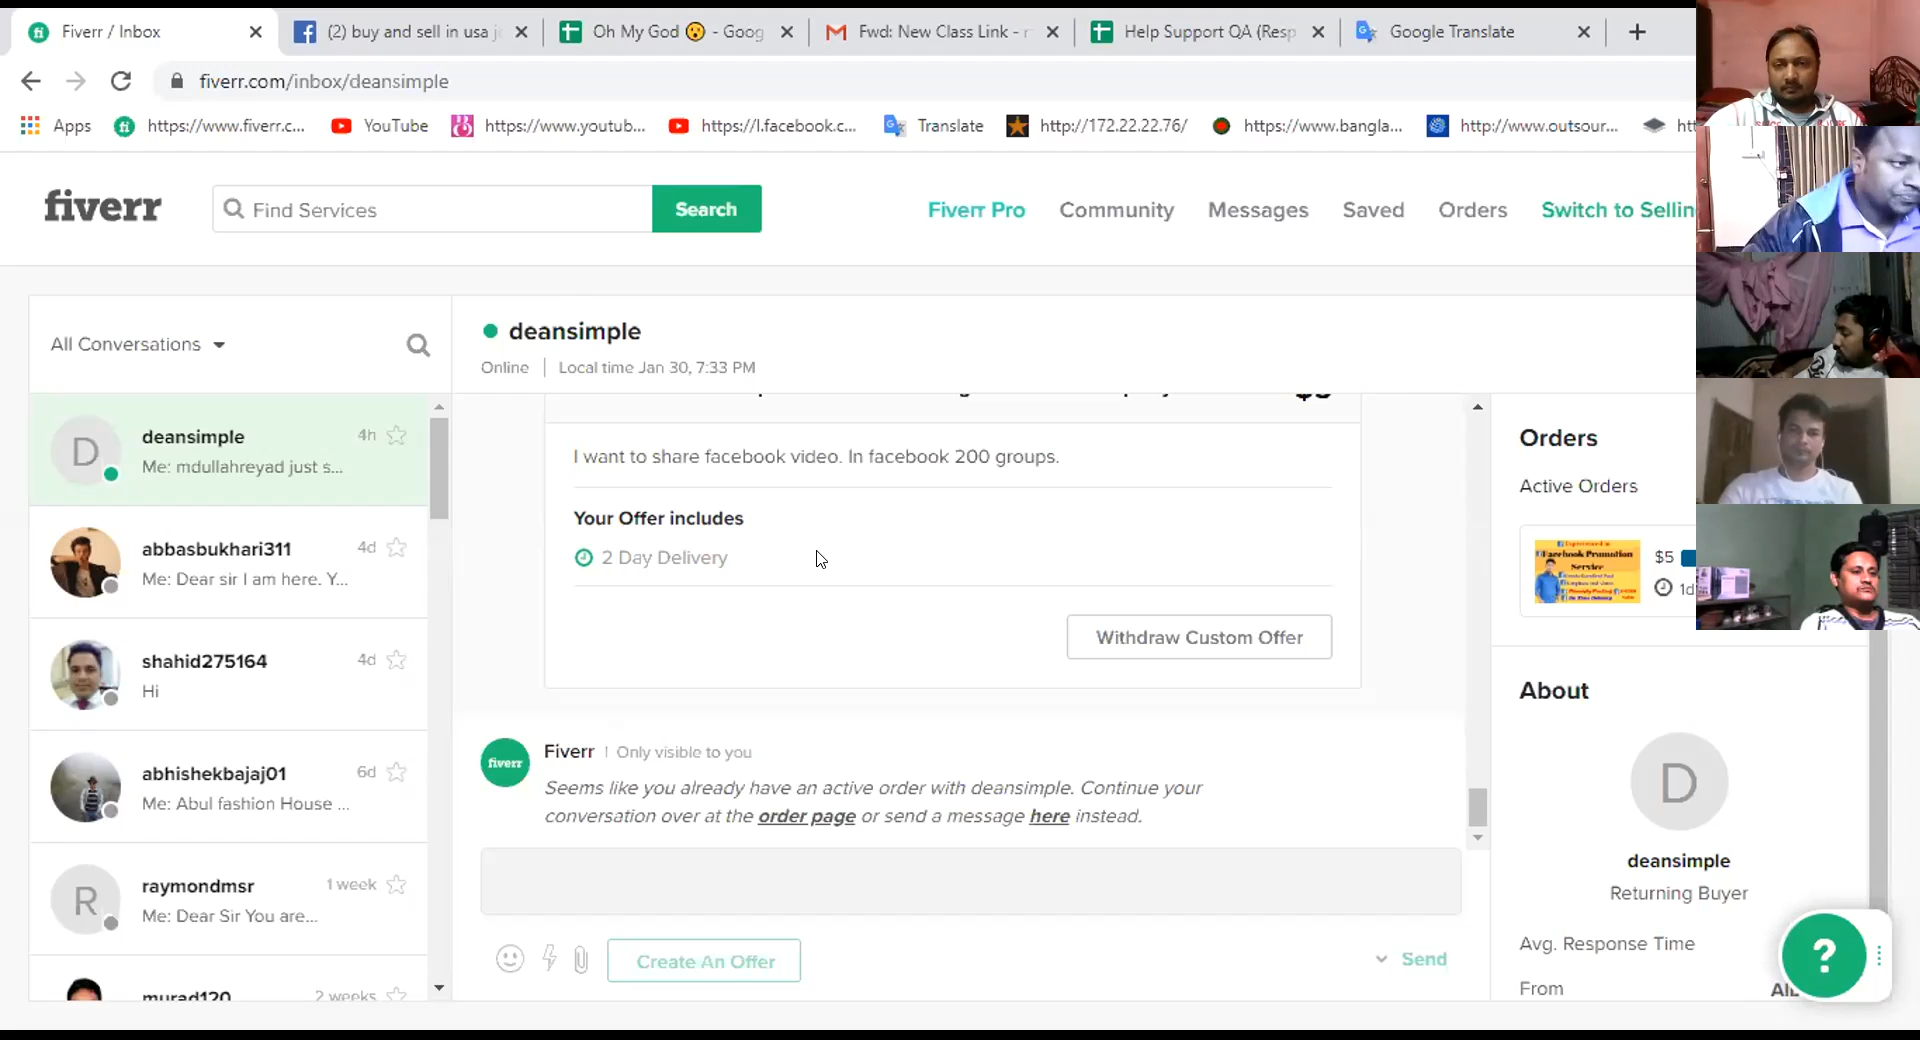 Fiverr / Inbox
(2) buy and sell in usa
Oh My God 😮 - Goog
Fwd: New Class Link -
Help Support QA (Resp
Google Translate
fiverr.com/inbox/deansimple
Apps
https://www.fiverr.c...
YouTube
https://www.youtub...
https://l.facebook.c...
Translate
http://172.22.22.76/
https://www.bangla...
http://www.outsour...
fiverr
Find Services
Search
Fiverr Pro
Community
Messages
Saved
Orders
Switch to Sellin
All Conversations
deansimple
4h
Me: mdullahreyad just s...
abbasbukhari311
4d
Me: Dear sir I am here. Y...
shahid275164
4d
Hi
abhishekbajaj01
6d
Me: Abul fashion House ...
R
raymondmsr
1 week
Me: Dear Sir You are...
murad120
2 weeks
D
deansimple
Online
Local time Jan 30, 7:33 PM
$5
I want to share facebook video. In facebook 200 groups.
Your Offer includes
2 Day Delivery
Withdraw Custom Offer
fiverr
Fiverr
Only visible to you
Seems like you already have an active order with deansimple. Continue your
conversation over at the order page or send a message here instead.
Create An Offer
Send
Orders
Active Orders
Facebook Promotion
Service
$5
1d
About
D
deansimple
Returning Buyer
Avg. Response Time
From
?